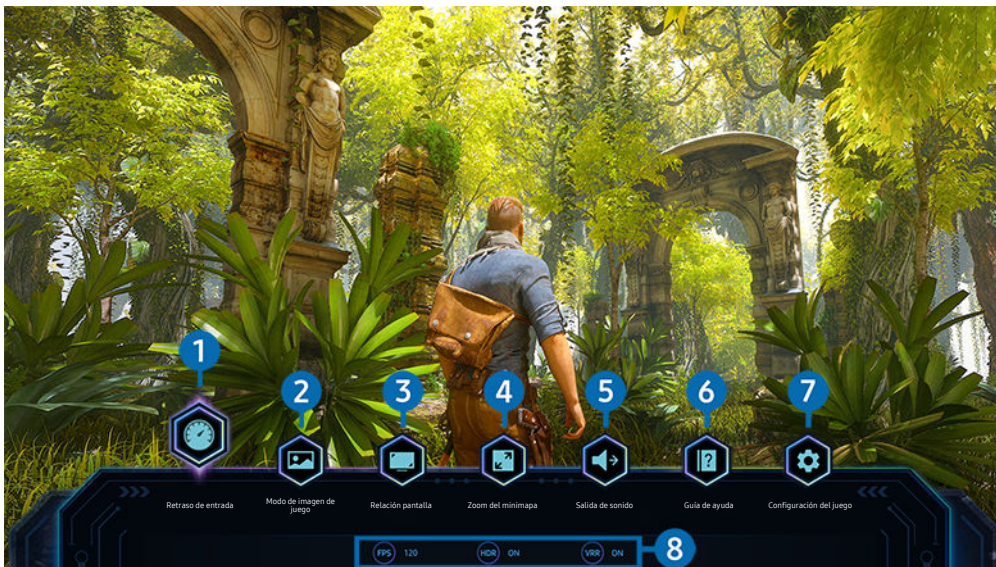 1
2
3
4
5
6
7
Retraso de entrada
Modo de imagen de
juego
Relación pantalla
Zoom del minimapa
Salida de sonido
?
Guía de ayuda
Configuración del juego
FPS 120
HDR ON
VRR ON
8